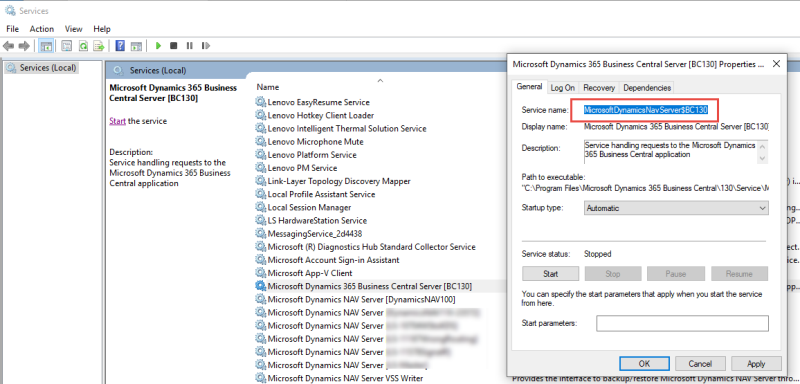 Services
File Action View Help
Services (Local)
Services (Local)
Microsoft Dynamics 365 Business
Central Server [BC130]
Start the service
Description:
Service handling requests to the
Microsoft Dynamics 365 Business
Central application
Name
Lenovo EasyResume Service
Lenovo Hotkey Client Loader
Lenovo Intelligent Thermal Solution Service
Lenovo Microphone Mute
Lenovo Platform Service
Lenovo PM Service
Link-Layer Topology Discovery Mapper
Local Profile Assistant Service
Local Session Manager
LS HardwareStation Service
MessagingService_2d4438
Microsoft (R) Diagnostics Hub Standard Collector Service
Microsoft Account Sign-in Assistant
Microsoft App-V Client
Microsoft Dynamics 365 Business Central Server [BC130]
Microsoft Dynamics NAV Server [DynamicsNAV100]
Microsoft Dynamics NAV Server
Microsoft Dynamics NAV Server
Microsoft Dynamics NAV Server
Microsoft Dynamics NAV Server
Microsoft Dynamics NAV Server
Microsoft Dynamics NAV Server VSS Writer
Provides the interface to backup/restore Microsoft Dynamics NAV Server thro...
Microsoft Dynamics 365 Business Central Server [BC130] Properties ...
General Log On Recovery Dependencies
Service name: MicrosoftDynamicsNavServer$BC130
Display name: Microsoft Dynamics 365 Business Central Server [BC130]
Description: Service handling requests to the Microsoft Dynamics
365 Business Central application
Path to executable:
"C:\Program Files\Microsoft Dynamics 365 Business Central\130\Service\M
Startup type: Automatic
Service status: Stopped
Start Stop Pause Resume
You can specify the start parameters that apply when you start the service
from here.
Start parameters:
OK Cancel Apply